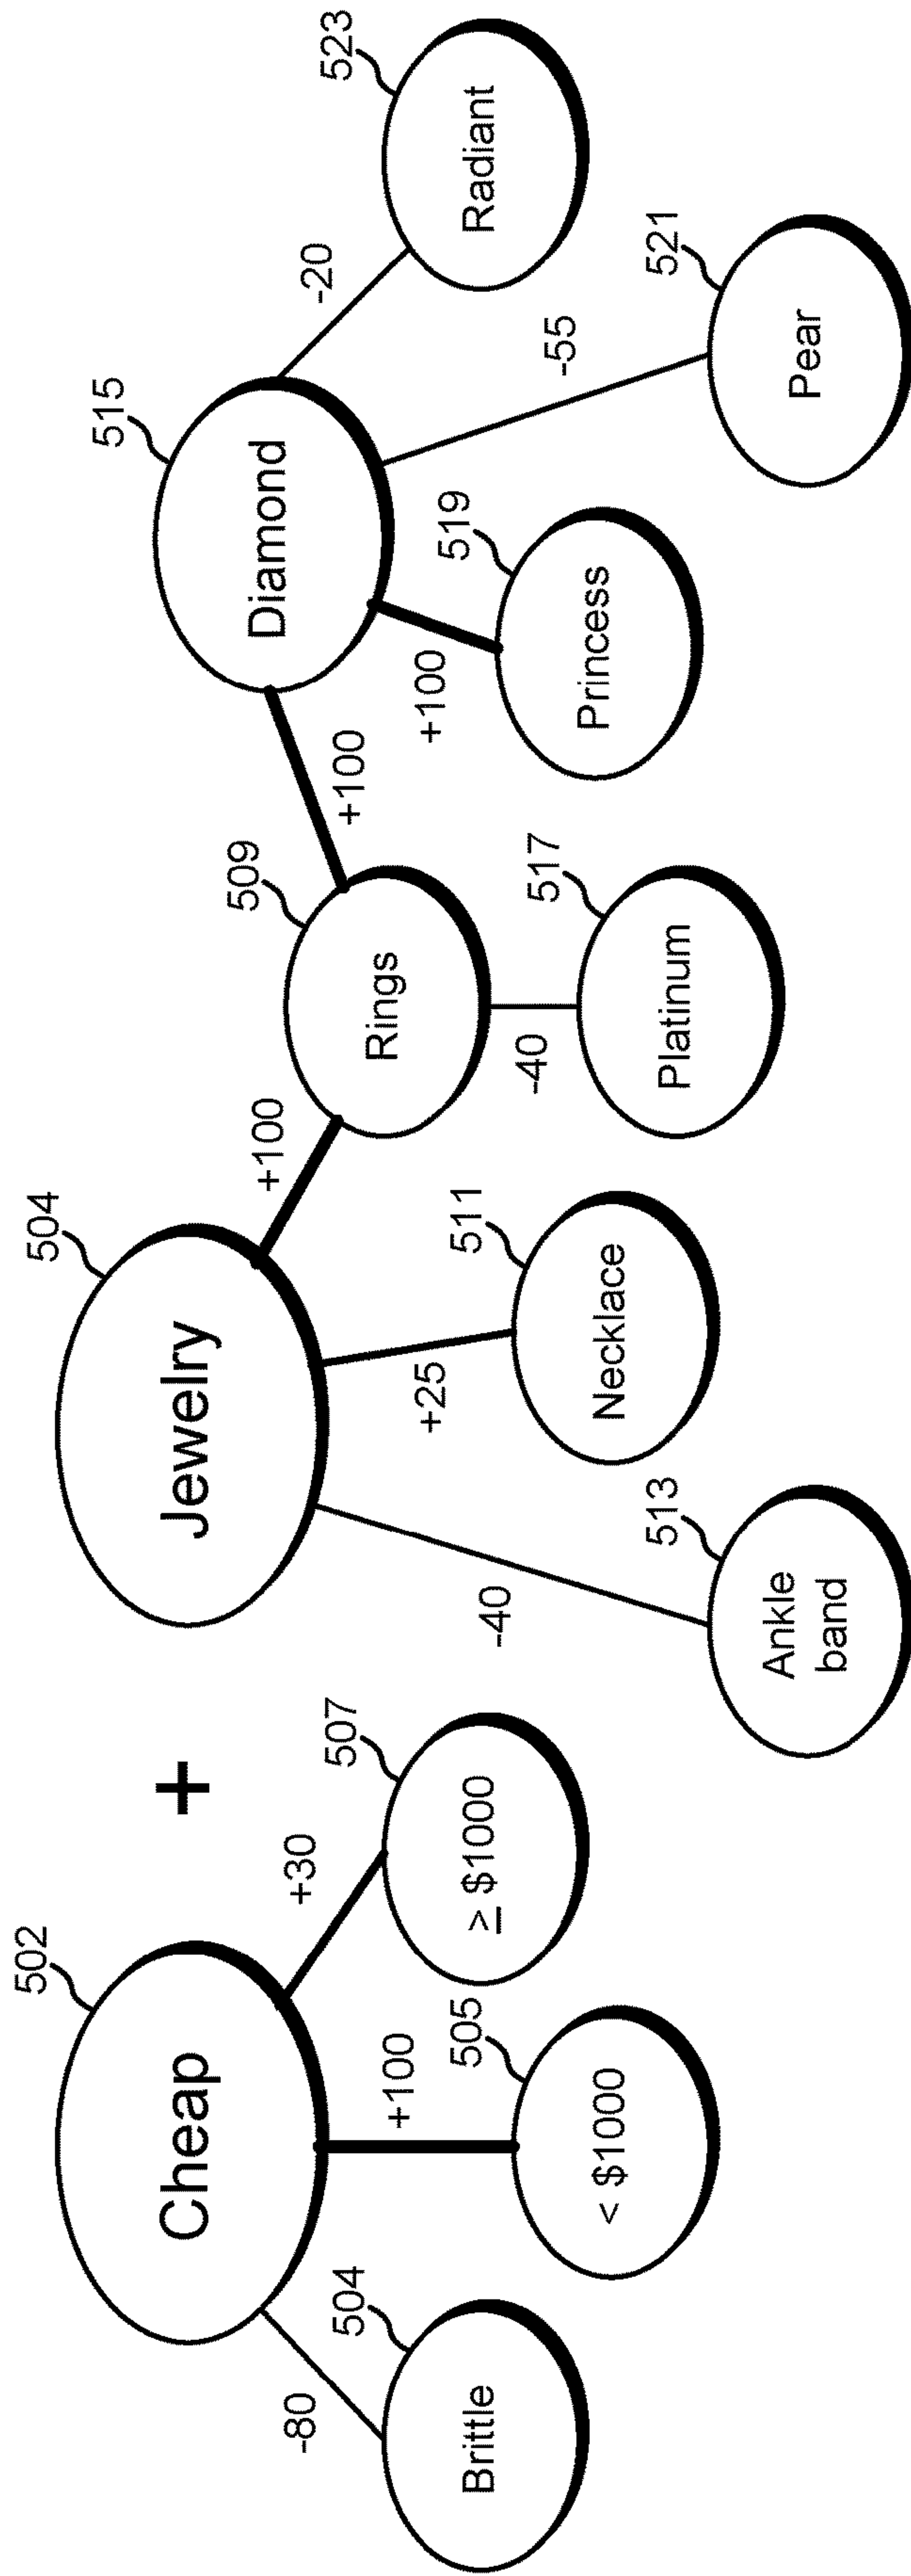 502
Cheap
-80
504
Brittle
+100
505
< $1000
+30
507
≥ $1000
+
504
Jewelry
-40
513
Ankle
band
+25
511
Necklace
+100
509
Rings
-40
517
Platinum
+100
515
Diamond
+100
519
Princess
-55
521
Pear
-20
523
Radiant